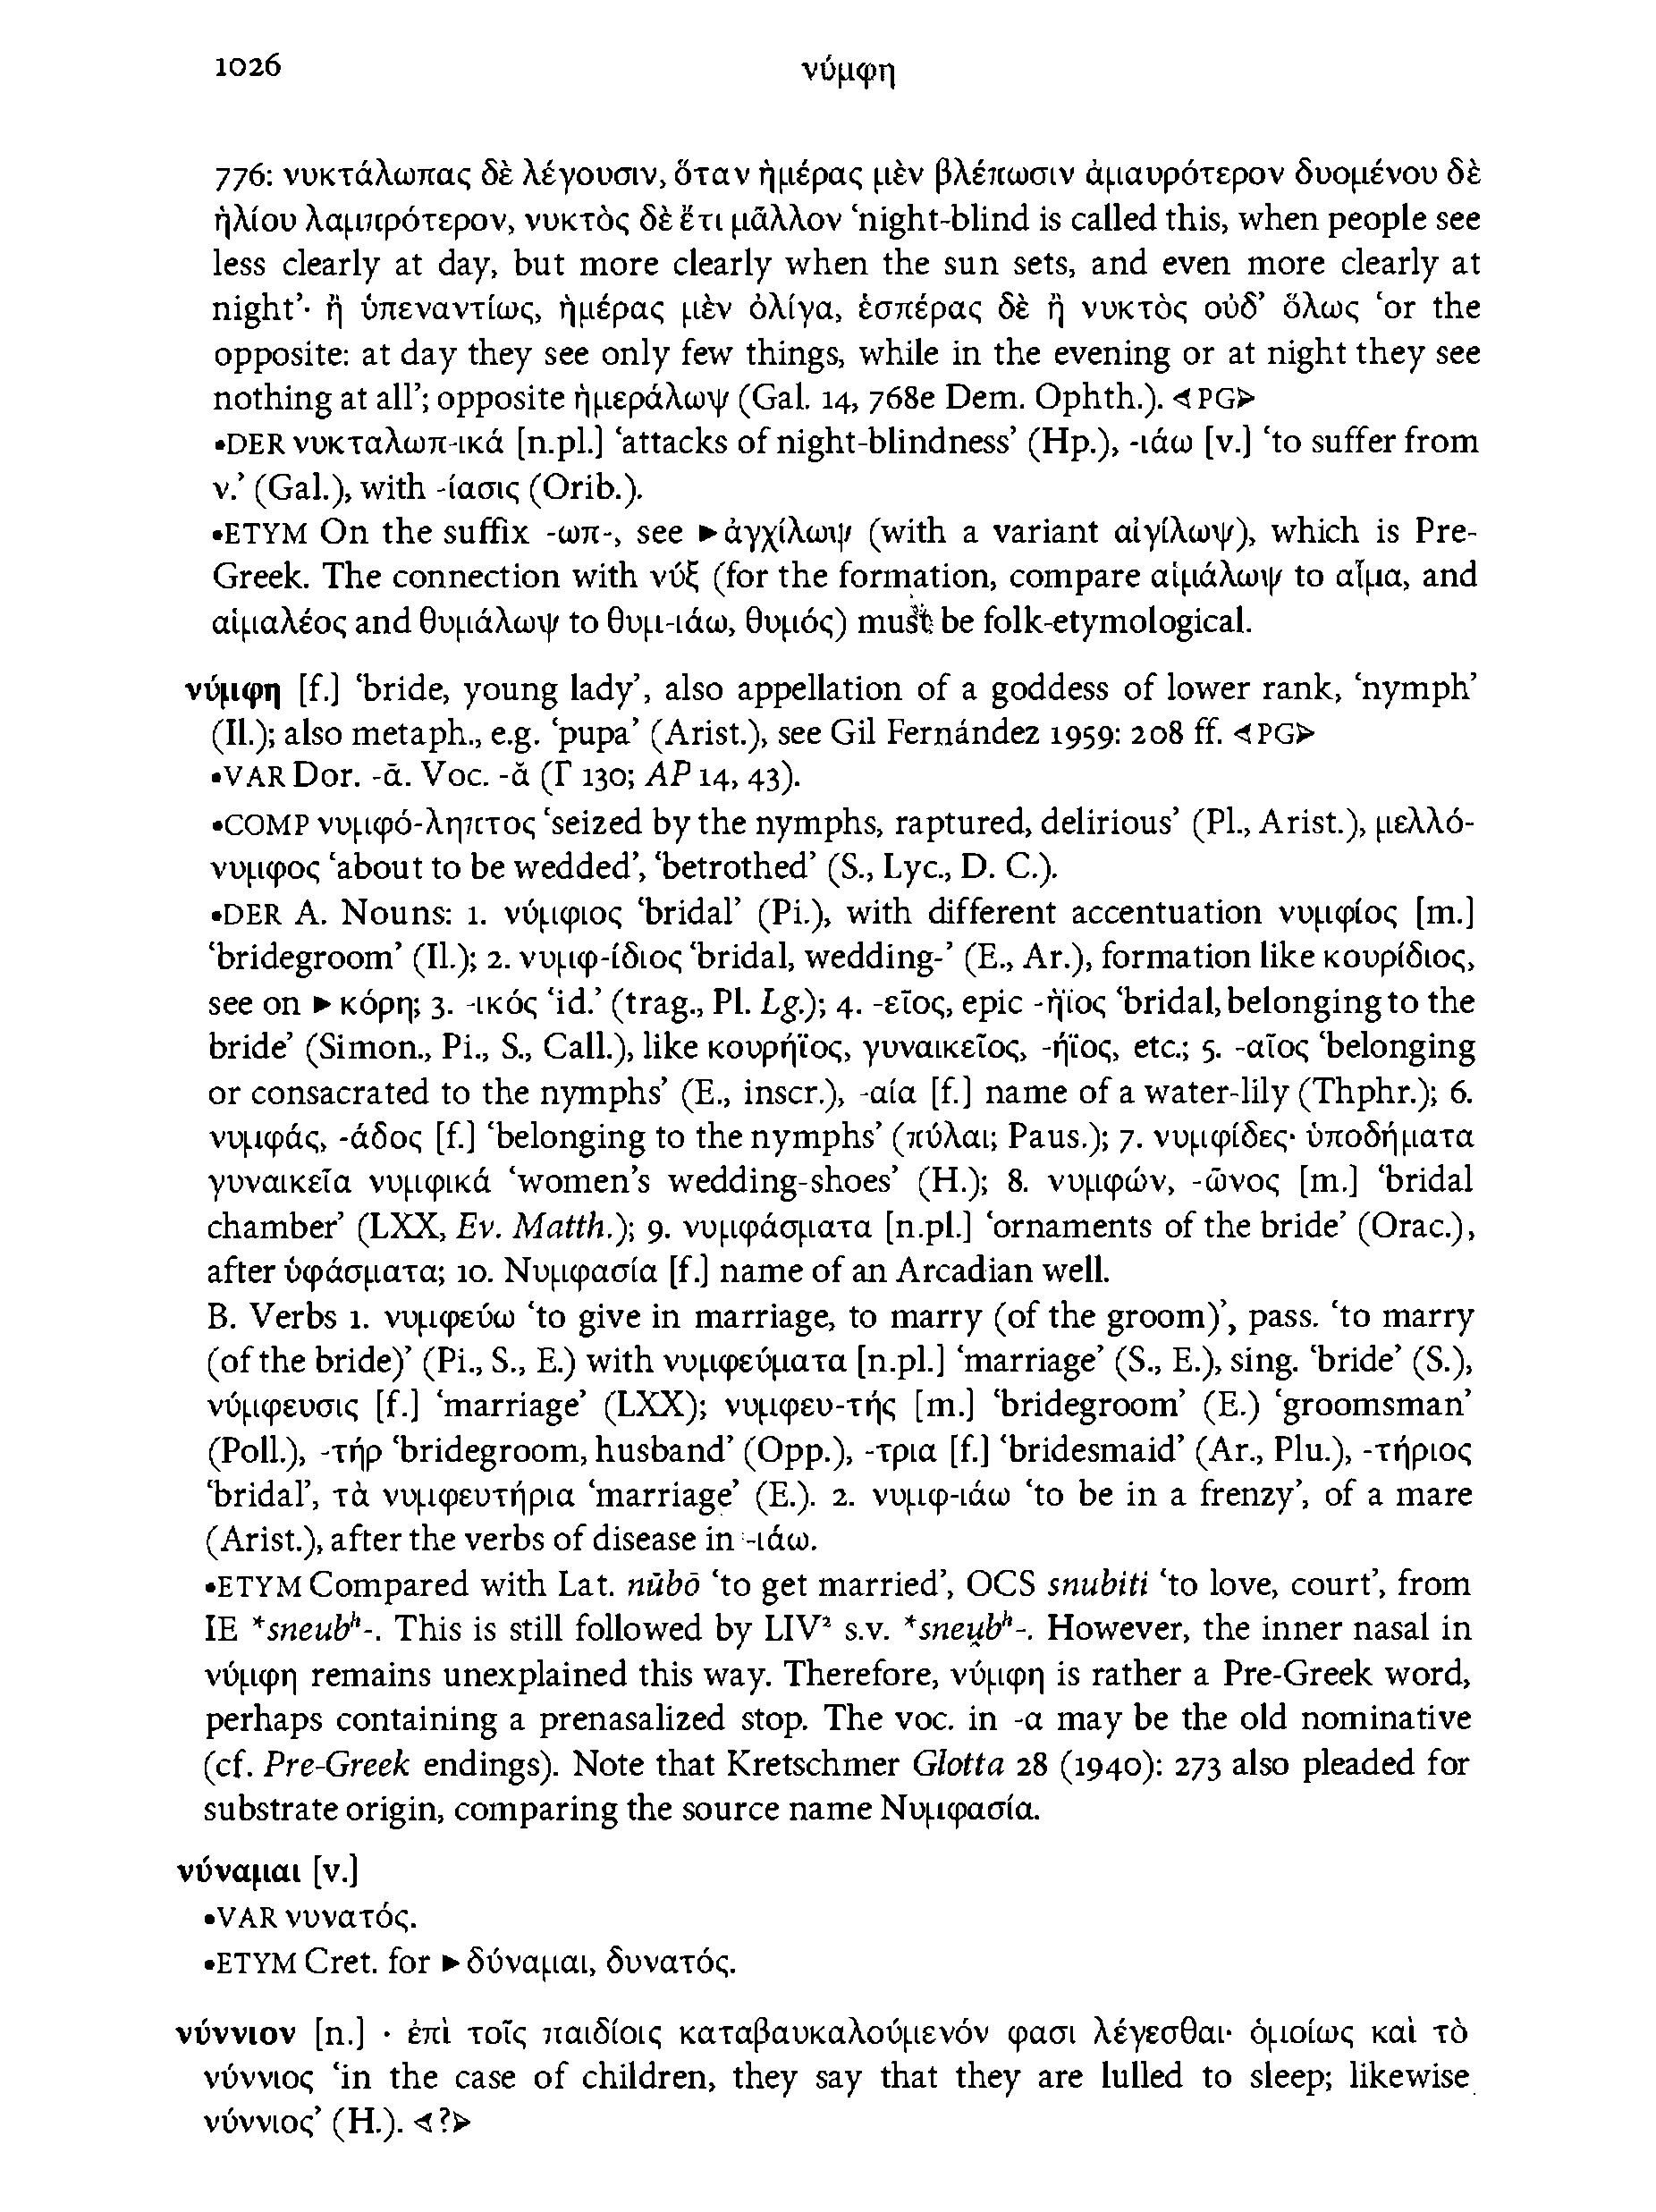 1026
νύμφη
776: νυκτάλωπας δὲ λέγουσιν, ὅταν ἡμέρας μὲν βλέπωσιν ἀμαυρότερον δυομένου δὲ
ἡλίου λαμπρότερον, νυκτὸς δὲ ἔτι μᾶλλον ‘night-blind is called this, when people see
less clearly at day, but more clearly when the sun sets, and even more clearly at
night’· ἢ ὑπεναντίως, ἡμέρας μὲν ὀλίγα, ἑσπέρας δὲ ἢ νυκτὸς οὐδ’ ὅλως ‘or the
opposite: at day they see only few things, while in the evening or at night they see
nothing at all’; opposite ἡμεράλωψ (Gal. 14, 768e Dem. Ophth.). ⊲PG⊳
•DER νυκταλωπ-ικά [n.pl.] ‘attacks of night-blindness’ (Hp.), -ιάω [v.] ‘to suffer from
ν.’ (Gal.), with -ίασις (Orib.).
•ETYM On the suffix -ωπ-, see ►ἀγχίλωψ (with a variant αἰγίλωψ), which is Pre-
Greek. The connection with νύξ (for the formation, compare αἱμάλωψ to αἷμα, and
αἱμαλέος and θυμάλωψ to θυμ-ιάω, θυμός) must be folk-etymological.
νύμφη [f.] ‘bride, young lady’, also appellation of a goddess of lower rank, ‘nymph’
(Il.); also metaph., e.g. ‘pupa’ (Arist.), see Gil Fernández 1959: 208 ff. ⊲PG⊳
•VAR Dor. -ᾱ. Voc. -ᾰ (Γ 130; AP 14, 43).
•COMP νυμφό-ληπτος ‘seized by the nymphs, raptured, delirious’ (Pl., Arist.), μελλό-
νυμφος ‘about to be wedded’, ‘betrothed’ (S., Lyc., D. C.).
•DER A. Nouns: 1. νύμφιος ‘bridal’ (Pi.), with different accentuation νυμφίος [m.]
‘bridegroom’ (Il.); 2. νυμφ-ίδιος ‘bridal, wedding-’ (E., Ar.), formation like κουρίδιος,
see on ► κόρη; 3. -ικός ‘id.’ (trag., Pl. Lg.); 4. -εῖος, epic -ήϊος ‘bridal, belonging to the
bride’ (Simon., Pi., S., Call.), like κουρήϊος, γυναικεῖος, -ήϊος, etc.; 5. -αῖος ‘belonging
or consacrated to the nymphs’ (E., inscr.), -αία [f.] name of a water-lily (Thphr.); 6.
νυμφάς, -άδος [f.] ‘belonging to the nymphs’ (πύλαι; Paus.); 7. νυμφίδες· ὑποδήματα
γυναικεῖα νυμφικά ‘women’s wedding-shoes’ (H.); 8. νυμφών, -ῶνος [m.] ‘bridal
chamber’ (LXX, Ev. Matth.); 9. νυμφάσματα [n.pl.] ‘ornaments of the bride’ (Orac.),
after ὑφάσματα; 10. Νυμφασία [f.] name of an Arcadian well.
B. Verbs 1. νυμφεύω ‘to give in marriage, to marry (of the groom)’, pass. ‘to marry
(of the bride)’ (Pi., S., E.) with νυμφεύματα [n.pl.] ‘marriage’ (S., E.), sing. ‘bride’ (S.),
νύμφευσις [f.] ‘marriage’ (LXX); νυμφευ-τής [m.] ‘bridegroom’ (E.) ‘groomsman’
(Poll.), -τήρ ‘bridegroom, husband’ (Opp.), -τρια [f.] ‘bridesmaid’ (Ar., Plu.), -τήριος
‘bridal’, τὰ νυμφευτήρια ‘marriage’ (E.). 2. νυμφ-ιάω ‘to be in a frenzy’, of a mare
(Arist.), after the verbs of disease in -ιάω.
•ETYM Compared with Lat. nūbō ‘to get married’, OCS snubiti ‘to love, court’, from
IE *sneubʰ-. This is still followed by LIV² s.v. *sneu̯bʰ-. However, the inner nasal in
νύμφη remains unexplained this way. Therefore, νύμφη is rather a Pre-Greek word,
perhaps containing a prenasalized stop. The voc. in -α may be the old nominative
(cf. Pre-Greek endings). Note that Kretschmer Glotta 28 (1940): 273 also pleaded for
substrate origin, comparing the source name Νυμφασία.
νύναμαι [v.]
•VAR νυνατός.
•ETYM Cret. for ►δύναμαι, δυνατός.
νύννιον [n.] · ἐπὶ τοῖς παιδίοις καταβαυκαλούμενόν φασι λέγεσθαι· ὁμοίως καὶ τὸ
νύννιος ‘in the case of children, they say that they are lulled to sleep; likewise
νύννιος’ (H.). ⊲?⊳